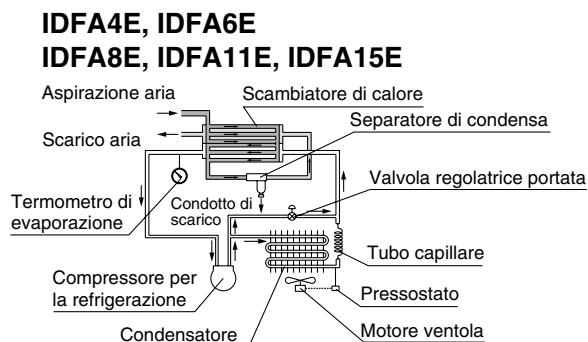 IDFA4E, IDFA6E
IDFA8E, IDFA11E, IDFA15E
Aspirazione aria
Scambiatore di calore
Separatore di condensa
Scarico aria
Valvola regolatrice portata
Termometro di
evaporazione
Condotto di
scarico
Tubo capillare
Compressore per
la refrigerazione
Pressostato
Condensatore
Motore ventola